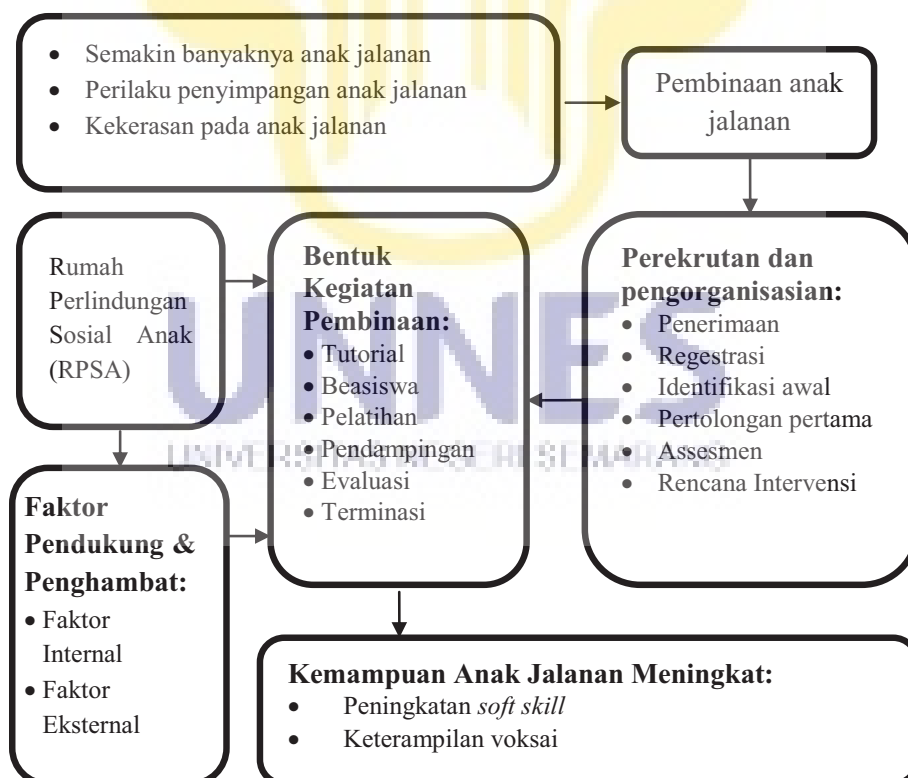 • Semakin banyaknya anak jalanan
• Perilaku penyimpangan anak jalanan
• Kekerasan pada anak jalanan
Pembinaan anak
jalanan
Rumah
Perlindungan
Sosial Anak
(RPSA)
Bentuk
Kegiatan
Pembinaan:
• Tutorial
• Beasiswa
• Pelatihan
• Pendampingan
• Evaluasi
• Terminasi
Perekrutan dan
pengorganisasian:
• Penerimaan
• Regestrasi
• Identifikasi awal
• Pertolongan pertama
• Assesmen
• Rencana Intervensi
Faktor
Pendukung &
Penghambat:
• Faktor
Internal
• Faktor
Eksternal
Kemampuan Anak Jalanan Meningkat:
• Peningkatan soft skill
• Keterampilan voksai
UNNES
UNIVERSITAS NEGERI SEMARANG